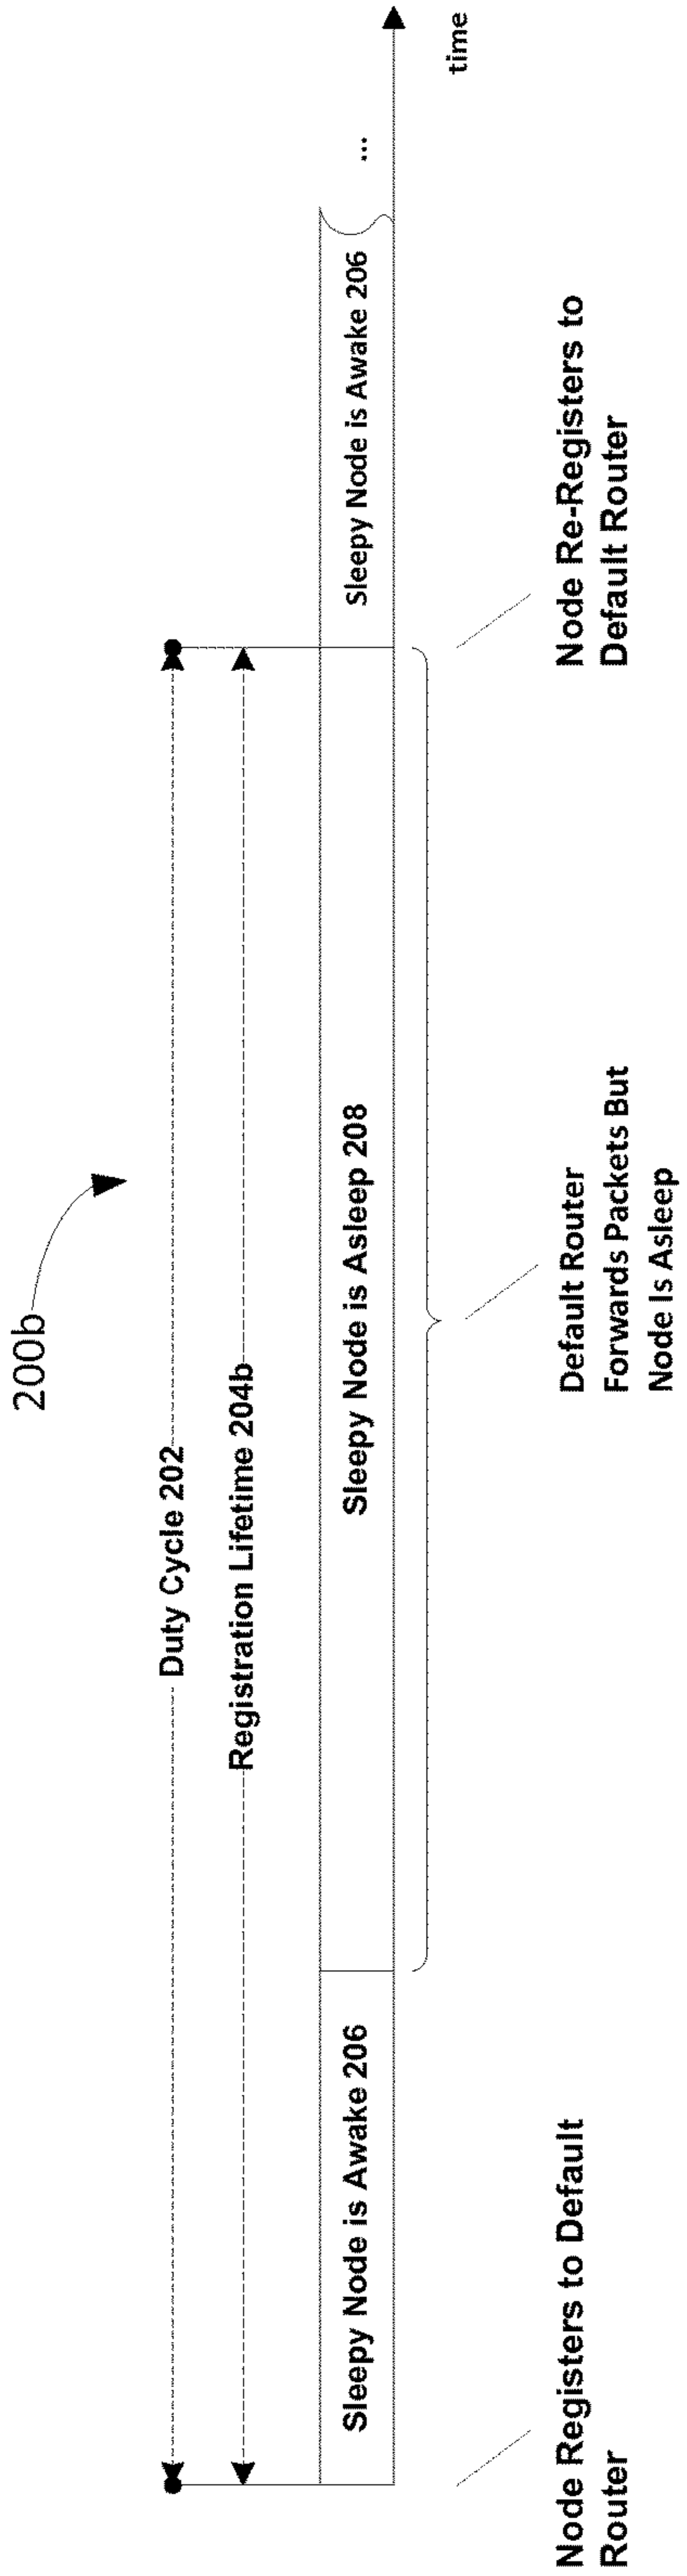 200b
Duty Cycle 202
Registration Lifetime 204b
Sleepy Node is Awake 206
Sleepy Node is Asleep 208
Sleepy Node is Awake 206
...
time
Node Registers to Default
Router
Default Router
Forwards Packets But
Node Is Asleep
Node Re-Registers to
Default Router